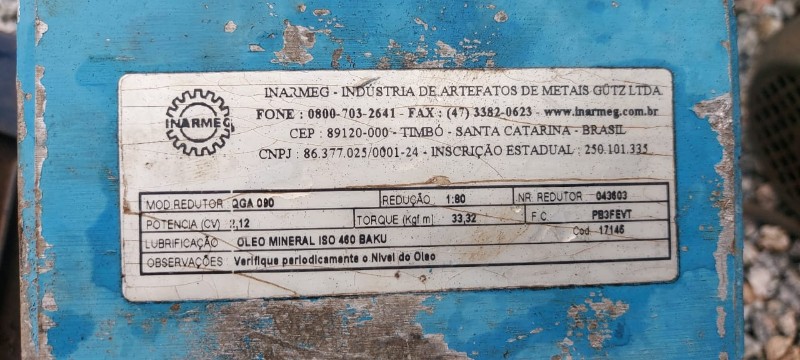 INARMEG
INARMEG - INDÚSTRIA DE ARTEFATOS DE METAIS GÜTZ LTDA
FONE : 0800-703-2641 - FAX : (47) 3382-0623 - www.inarmeg.com.br
CEP : 89120-000 - TIMBÓ - SANTA CATARINA - BRASIL
CNPJ : 86.377.025/0001-24 - INSCRIÇÃO ESTADUAL : 250.101.335
MOD.REDUTOR QGA 090 REDUÇÃO 1:80 NR. REDUTOR 043603
POTENCIA (CV) 2,12 TORQUE (Kgf m) 33,32 F.C PB3FEVT
Cod. 17145
LUBRIFICAÇÃO OLEO MINERAL ISO 460 BAKU
OBSERVAÇÕES Verifique periodicamente o Nivel do Oleo